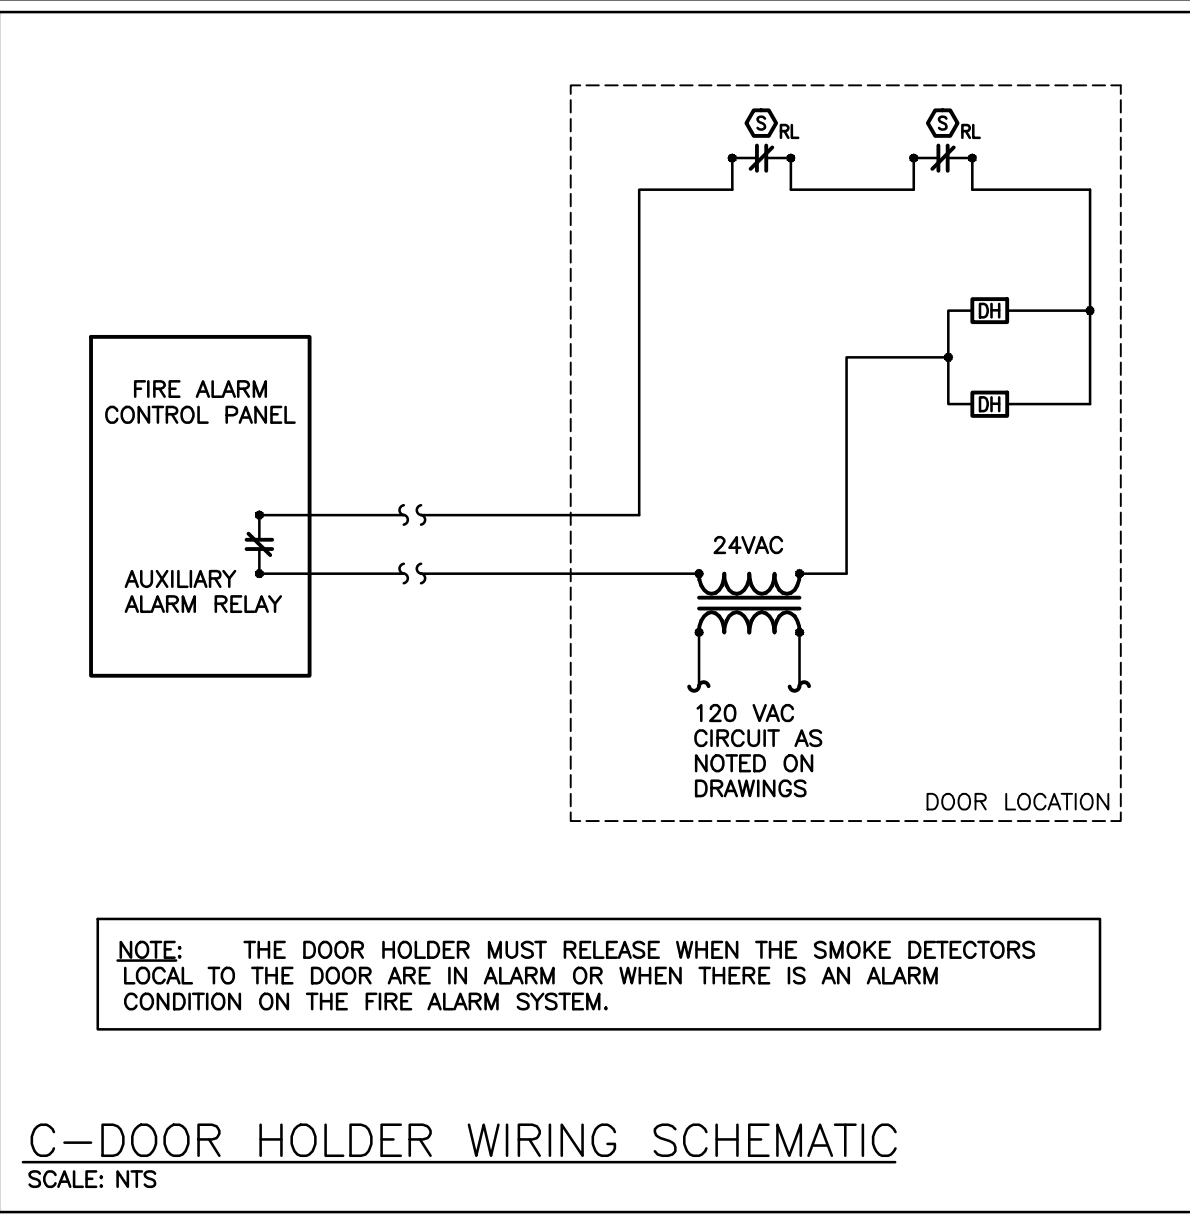 S RL
S RL
DH
DH
FIRE ALARM
CONTROL PANEL
AUXILIARY
ALARM RELAY
24VAC
120 VAC
CIRCUIT AS
NOTED ON
DRAWINGS
DOOR LOCATION
NOTE: THE DOOR HOLDER MUST RELEASE WHEN THE SMOKE DETECTORS
LOCAL TO THE DOOR ARE IN ALARM OR WHEN THERE IS AN ALARM
CONDITION ON THE FIRE ALARM SYSTEM.
C-DOOR HOLDER WIRING SCHEMATIC
SCALE: NTS